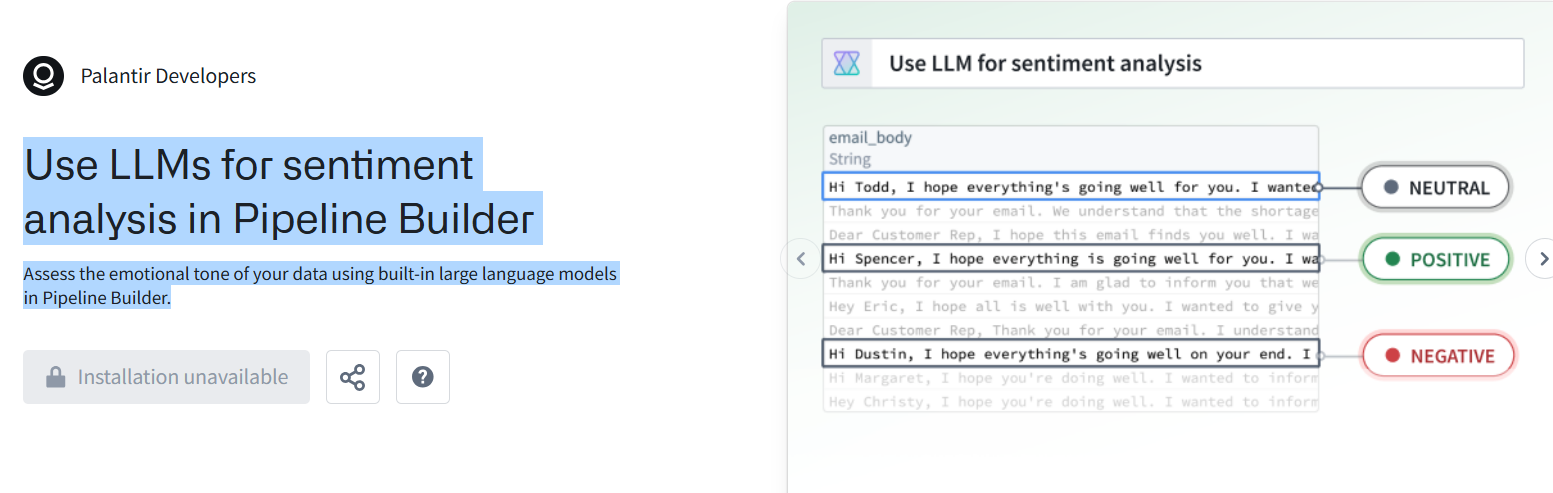 Palantir Developers
Use LLMs for sentiment
analysis in Pipeline Builder
Assess the emotional tone of your data using built-in large language models
in Pipeline Builder.
Installation unavailable
Use LLM for sentiment analysis
email_body
String
Hi Todd, I hope everything's going well for you. I wanted
NEUTRAL
Thank you for your email. We understand that the shortage
Dear Customer Rep, I hope this email finds you well. I wa
Hi Spencer, I hope everything is going well for you. I wa
POSITIVE
Thank you for your email. I am glad to inform you that we
Hey Eric, I hope all is well with you. I wanted to give y
Dear Customer Rep, Thank you for your email. I understand
Hi Dustin, I hope everything's going well on your end. I
NEGATIVE
Hi Margaret, I hope you're doing well. I wanted to inform
Hey Christy, I hope you're doing well. I wanted to inform